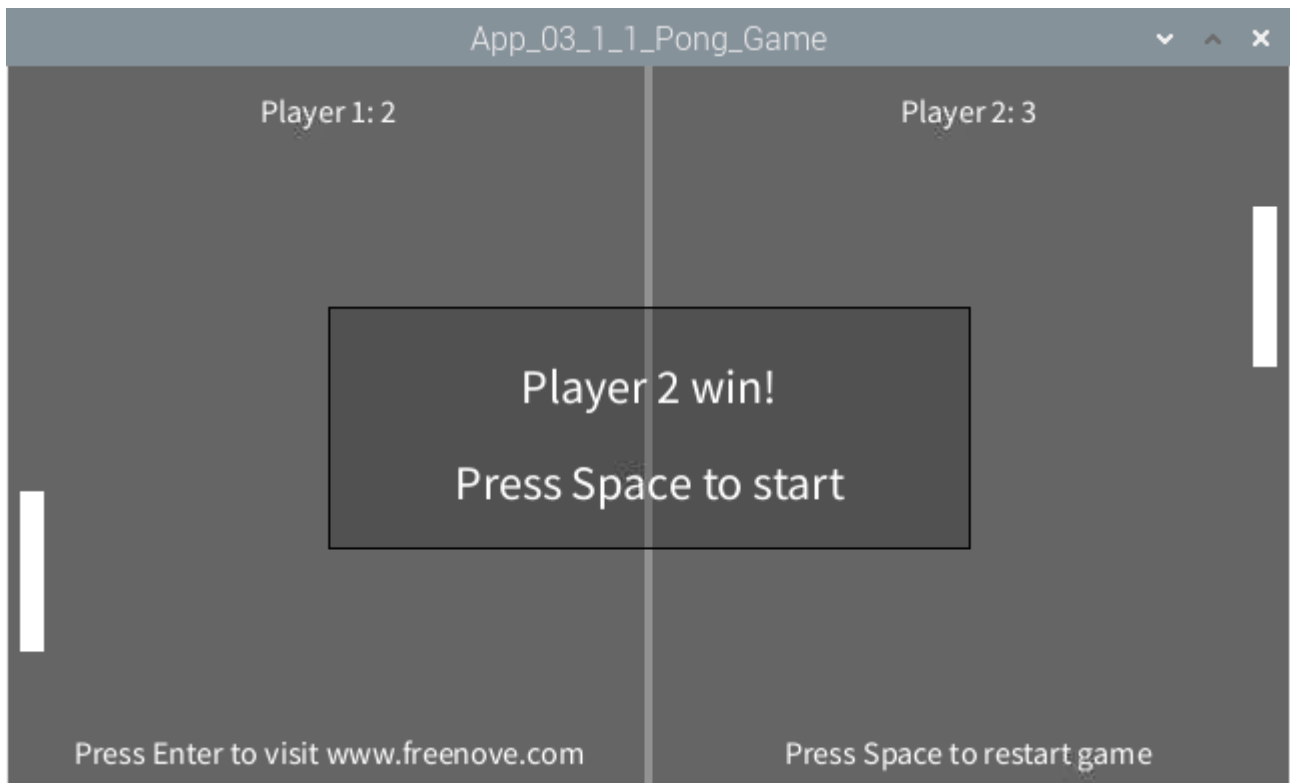 App_03_1_1_Pong_Game
Player 1: 2
Player 2: 3
Player 2 win!
Press Space to start
Press Enter to visit www.freenove.com
Press Space to restart game